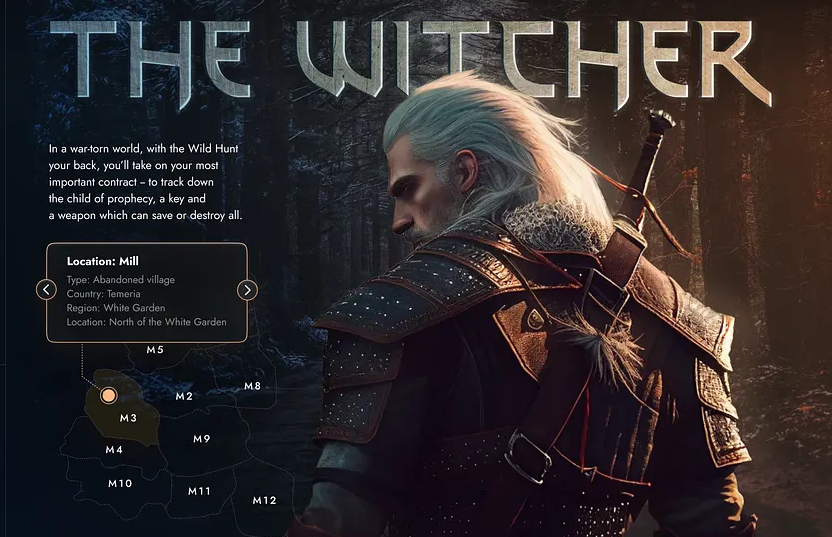 THE WITCHER
In a war-torn world, with the Wild Hunt
your back, you'll take on your most
important contract – to track down
the child of prophecy, a key and
a weapon which can save or destroy all.
Location: Mill
Type: Abandoned village
Country: Temeria
Region: White Garden
Location: North of the White Garden
M5
M8
M2
M3
M9
M4
M10
M11
M12